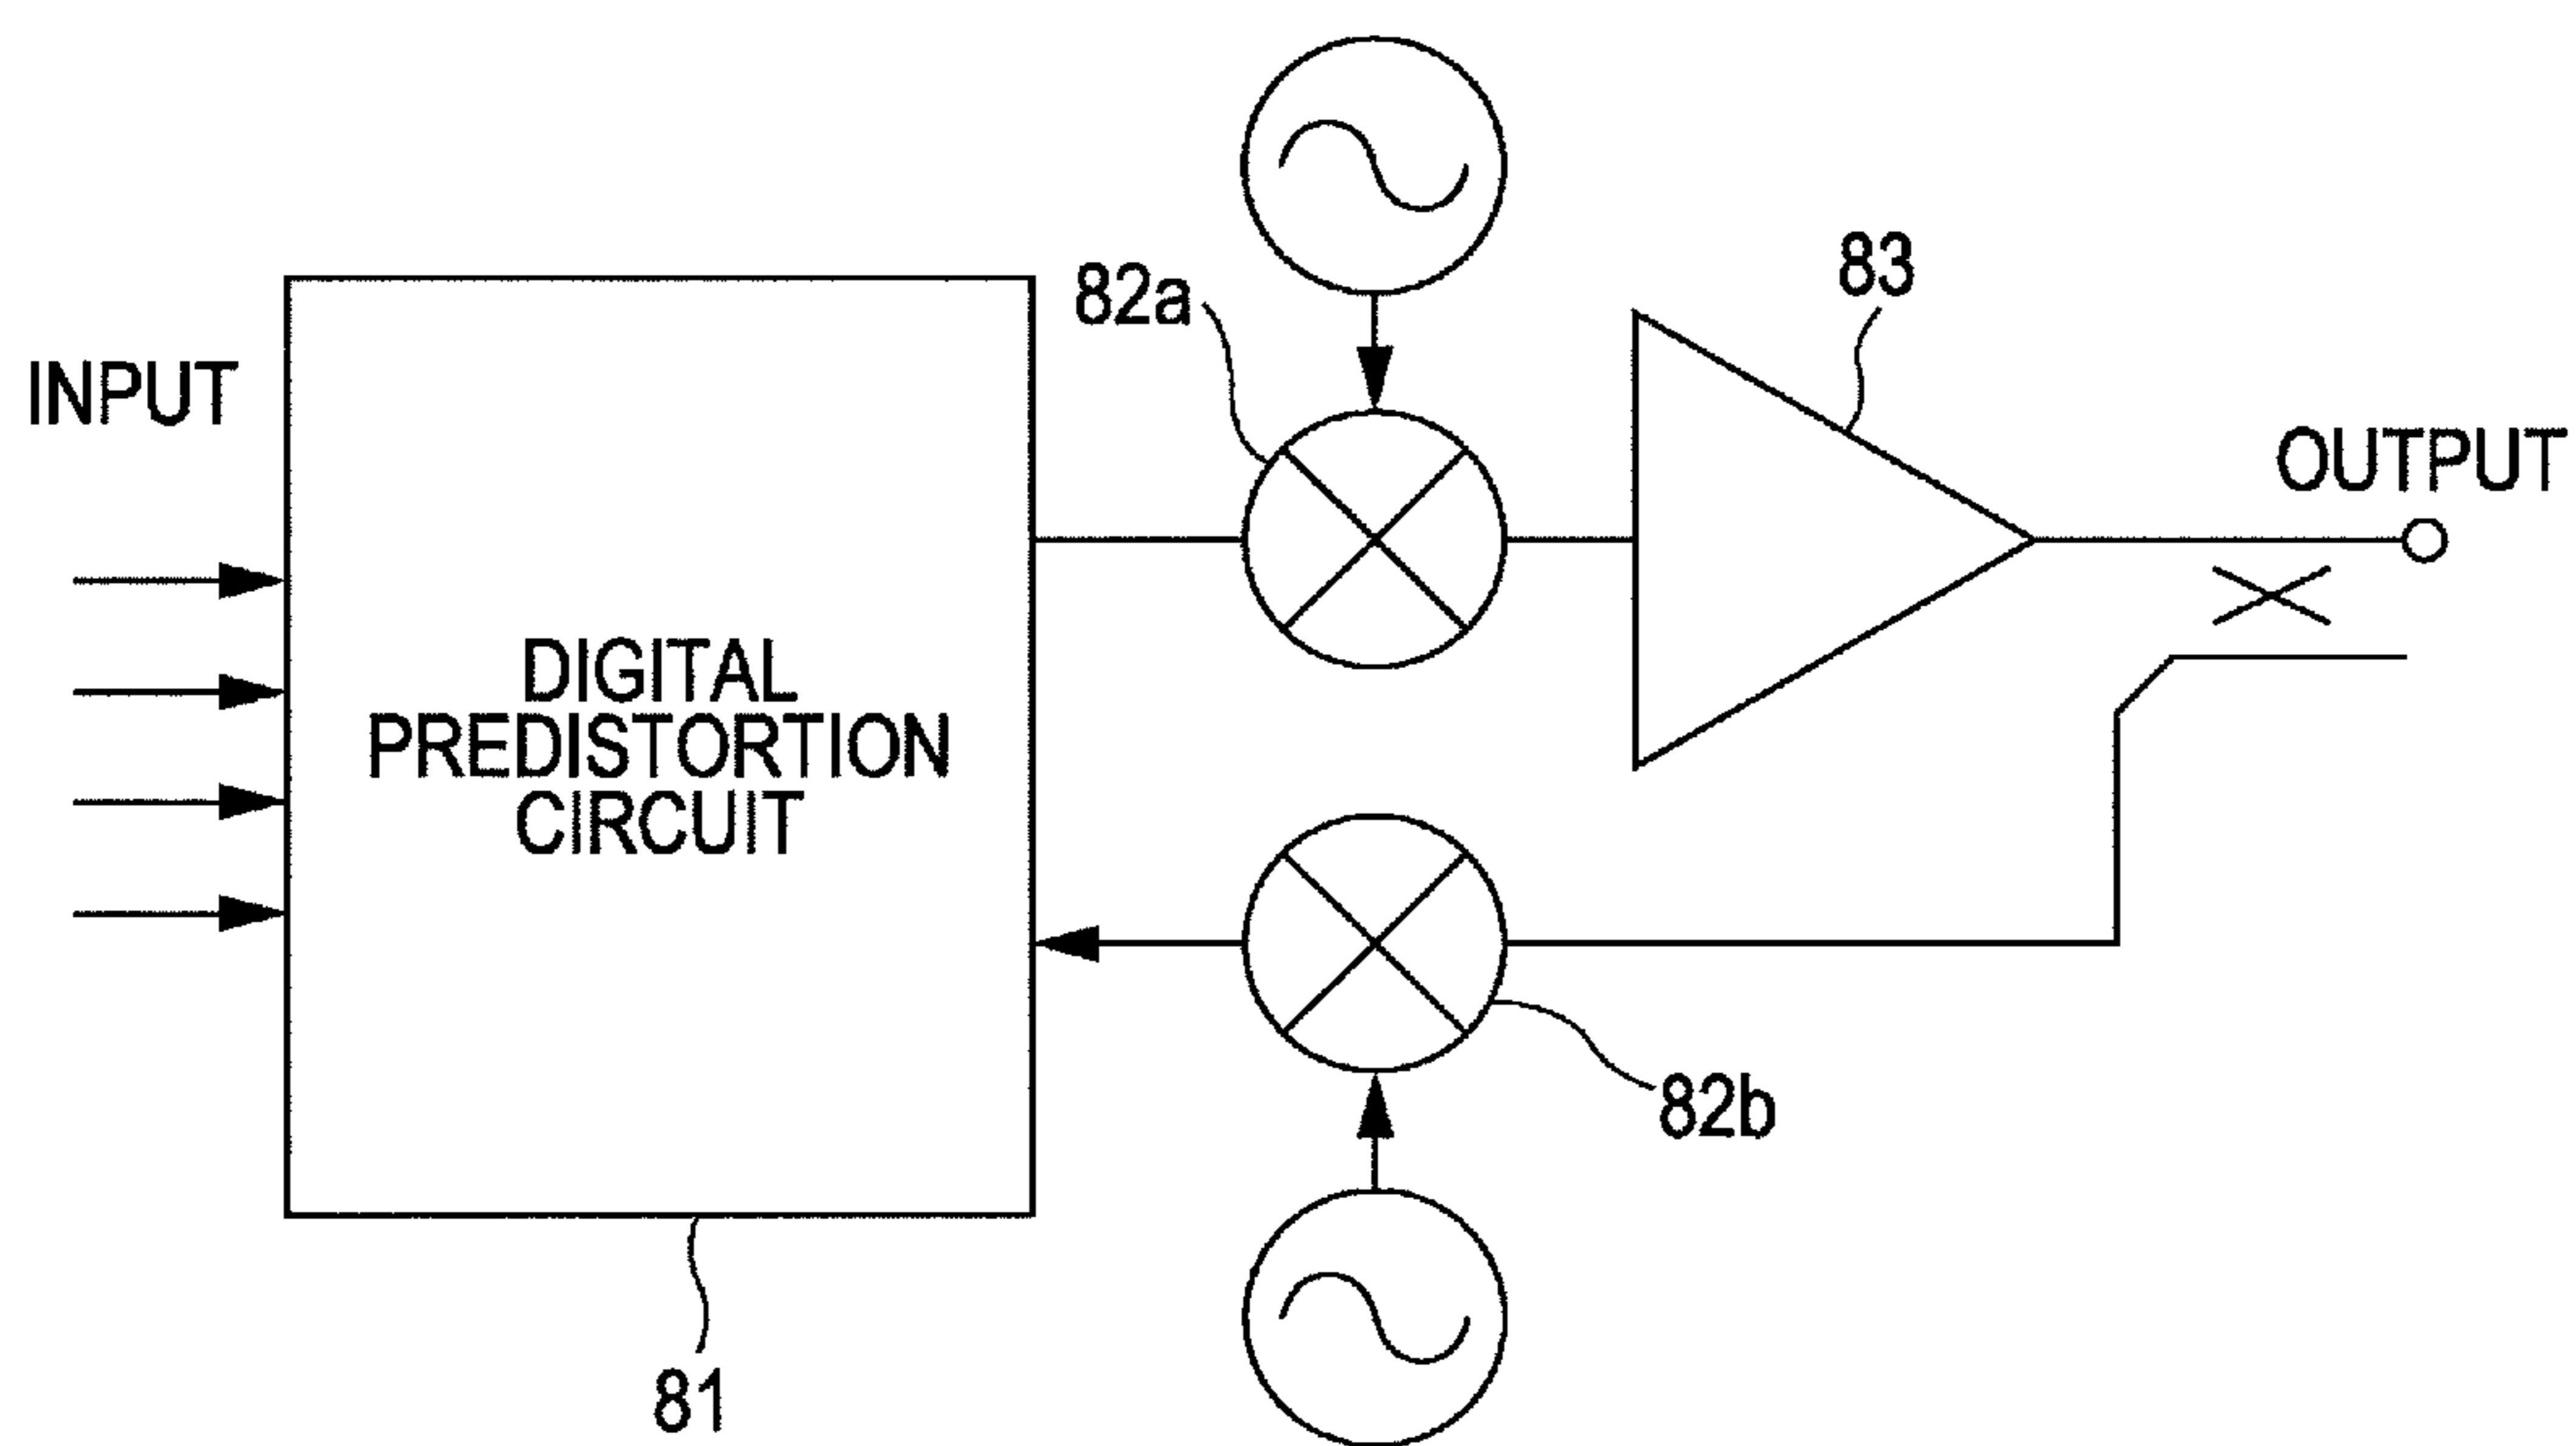 83
82a
INPUT
OUTPUT
DIGITAL
PREDISTORTION
CIRCUIT
82b
81